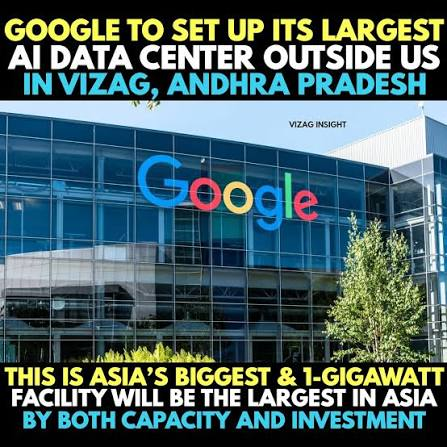 GOOGLE TO SET UP ITS LARGEST
AI DATA CENTER OUTSIDE US
IN VIZAG, ANDHRA PRADESH
VIZAG INSIGHT
Google
THIS IS ASIA'S BIGGEST & 1-GIGAWATT
FACILITY WILL BE THE LARGEST IN ASIA
BY BOTH CAPACITY AND INVESTMENT